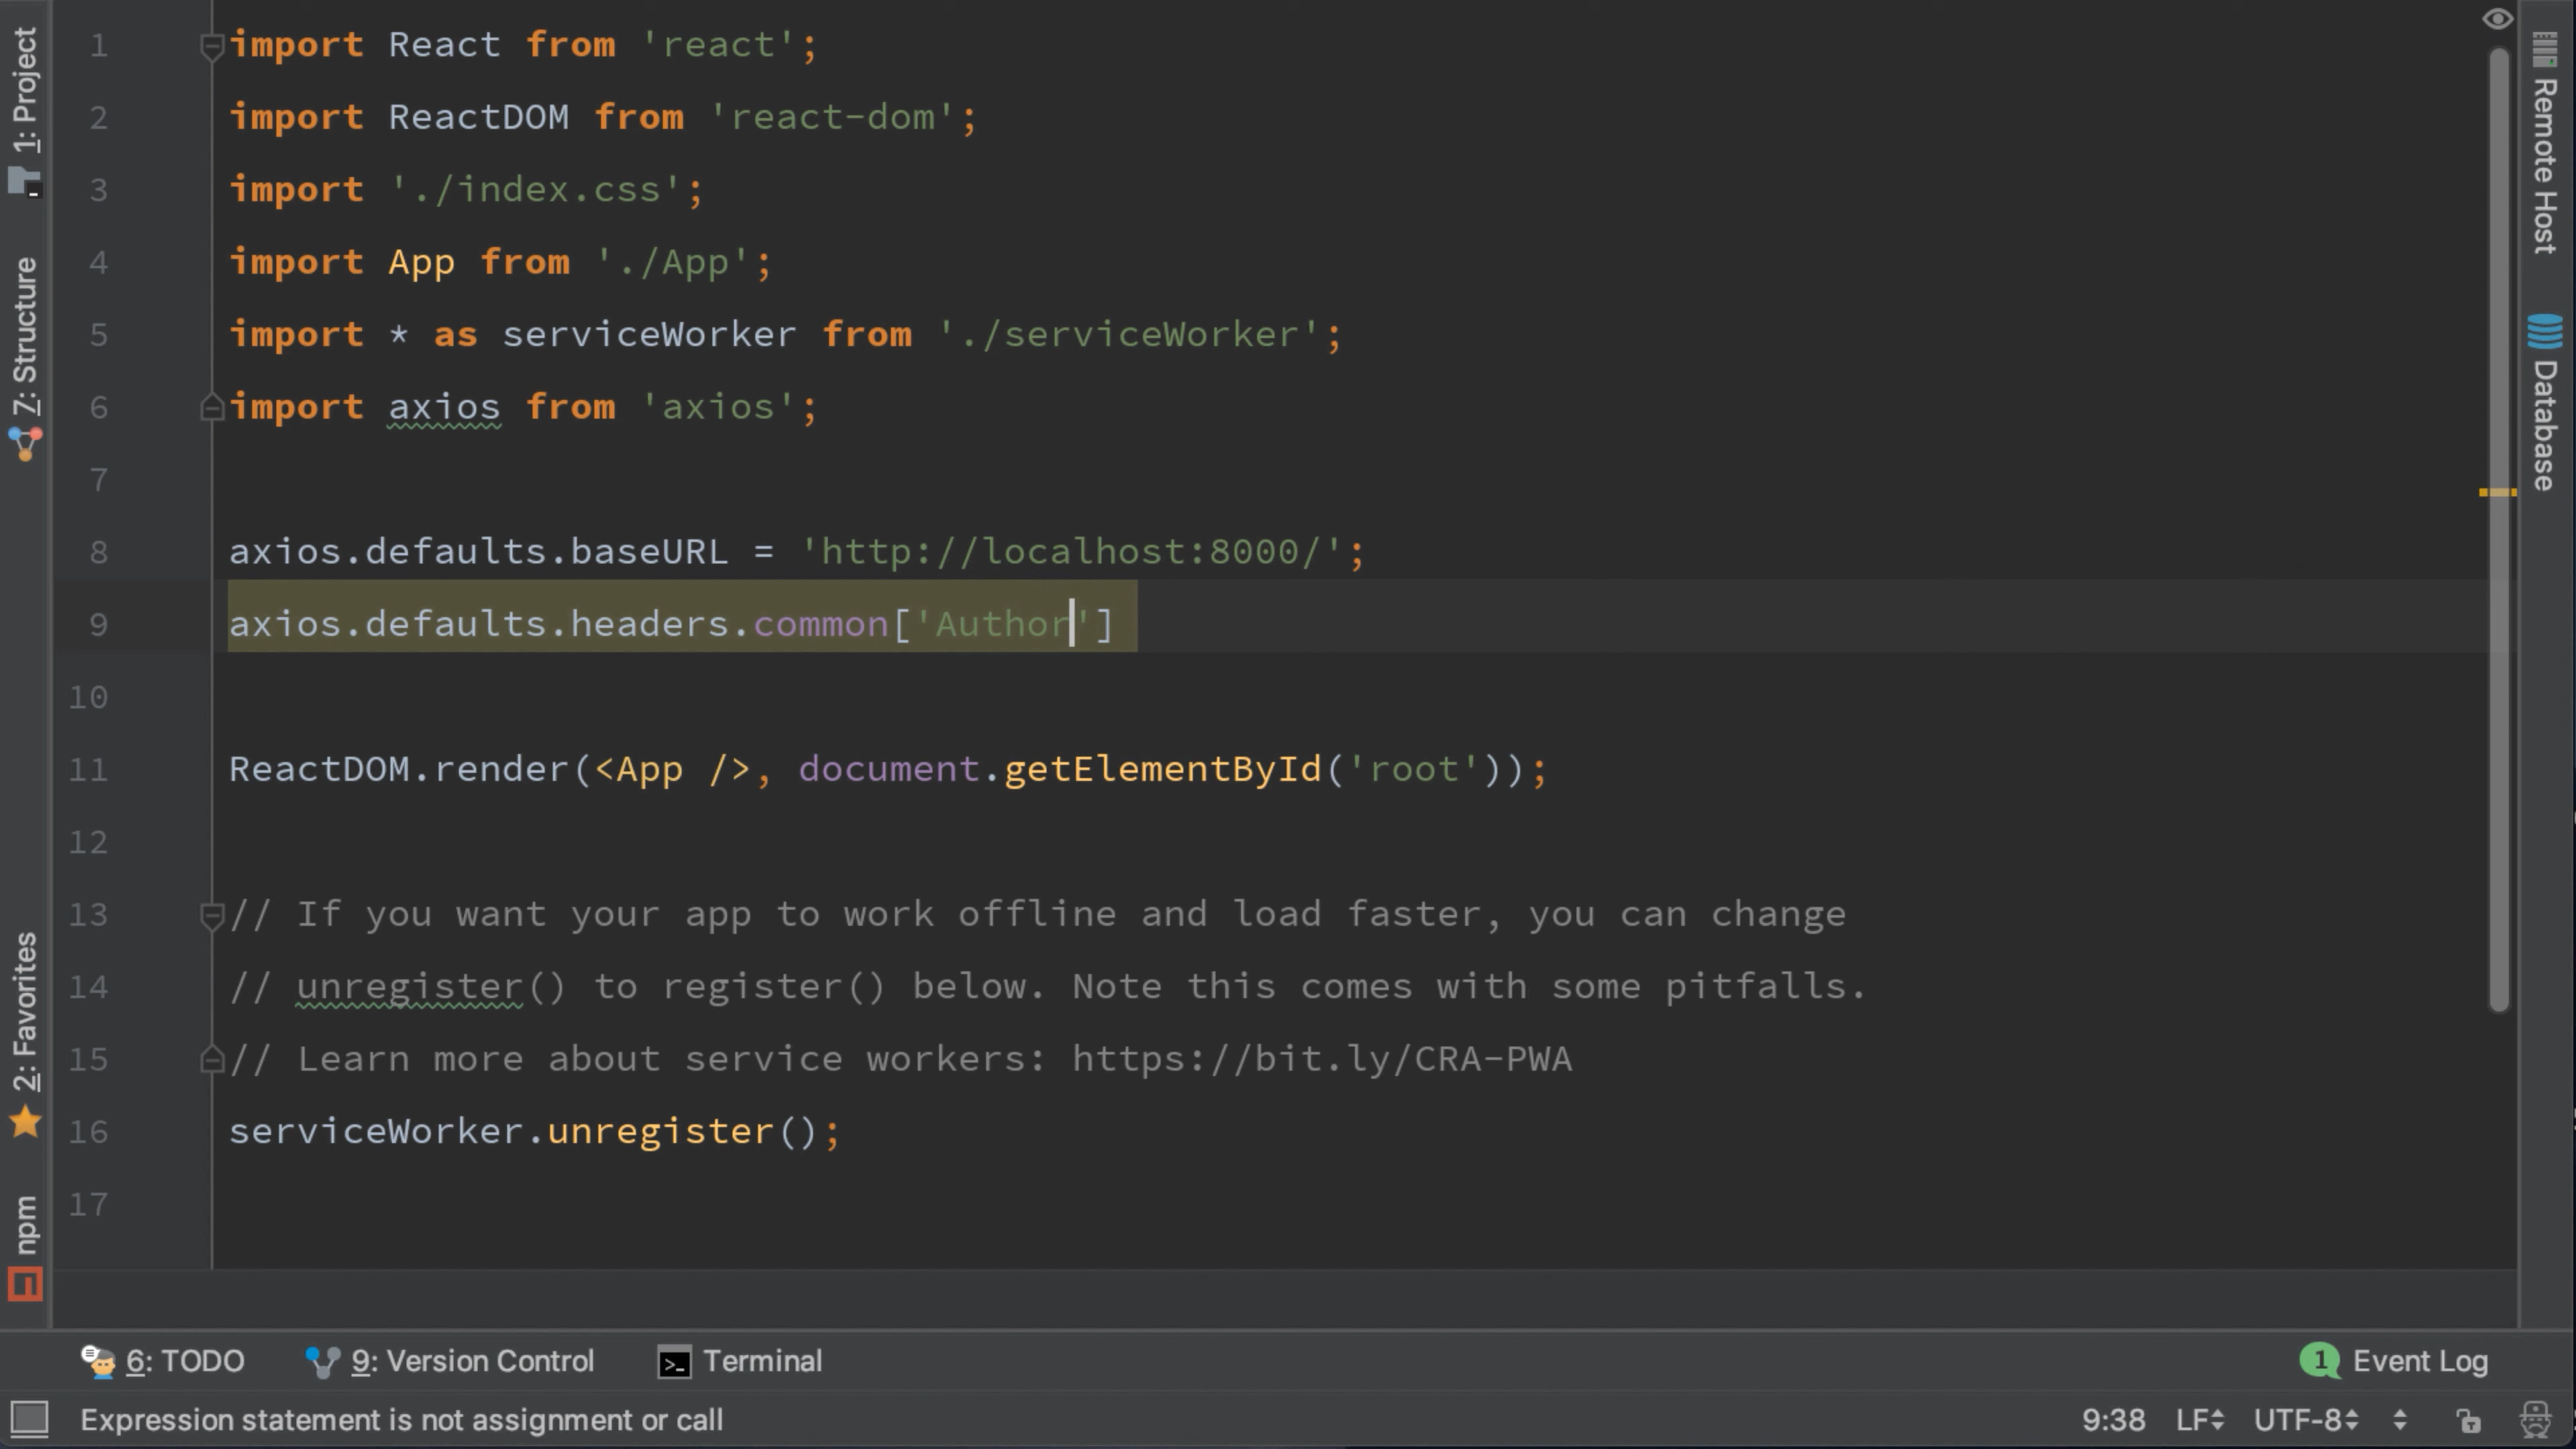 1: Project
7: Structure
2: Favorites
npm
1 import React from 'react';
2 import ReactDOM from 'react-dom';
3 import './index.css';
4 import App from './App';
5 import * as serviceWorker from './serviceWorker';
6 import axios from 'axios';
7
8 axios.defaults.baseURL = 'http://localhost:8000/';
9 axios.defaults.headers.common['Author']
10
11 ReactDOM.render(<App />, document.getElementById('root'));
12
13 // If you want your app to work offline and load faster, you can change
14 // unregister() to register() below. Note this comes with some pitfalls.
15 // Learn more about service workers: https://bit.ly/CRA-PWA
16 serviceWorker.unregister();
17
Remote Host
Database
6: TODO 9: Version Control Terminal 1 Event Log
Expression statement is not assignment or call 9:38 LF UTF-8